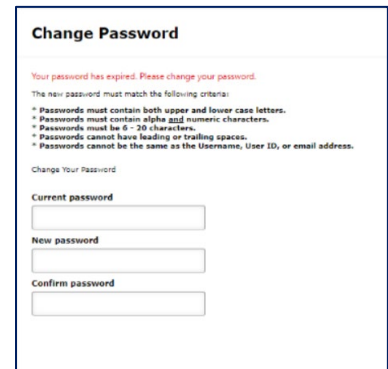 Change Password
Your password has expired. Please change your password.
The new password must match the following criteria:
* Passwords must contain both upper and lower case letters.
* Passwords must contain alpha and numeric characters.
* Passwords must be 6 - 20 characters.
* Passwords cannot have leading or trailing spaces.
* Passwords cannot be the same as the Username, User ID, or email address.
Change Your Password
Current password
New password
Confirm password